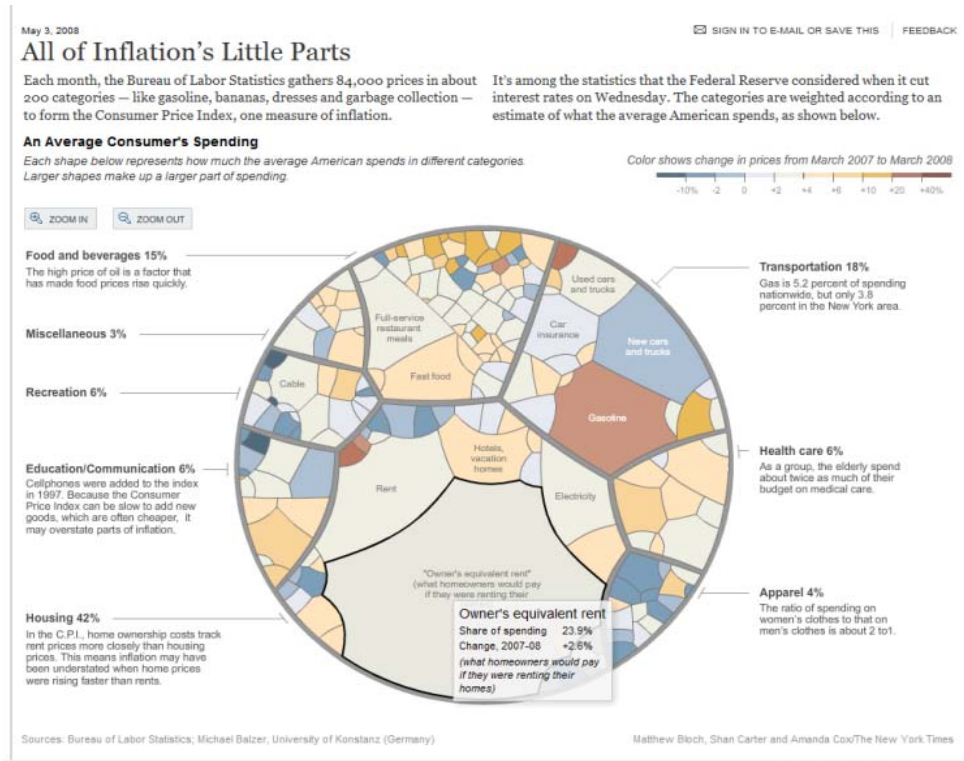 May 3, 2008
SIGN IN TO E-MAIL OR SAVE THIS
FEEDBACK
All of Inflation's Little Parts
Each month, the Bureau of Labor Statistics gathers 84,000 prices in about
200 categories — like gasoline, bananas, dresses and garbage collection —
to form the Consumer Price Index, one measure of inflation.
It's among the statistics that the Federal Reserve considered when it cut
interest rates on Wednesday. The categories are weighted according to an
estimate of what the average American spends, as shown below.
An Average Consumer's Spending
Each shape below represents how much the average American spends in different categories.
Larger shapes make up a larger part of spending.
Color shows change in prices from March 2007 to March 2008
-10% -2 0 +2 +4 +6 +10 +20 +40%
ZOOM IN
ZOOM OUT
Food and beverages 15%
The high price of oil is a factor that
has made food prices rise quickly.
Miscellaneous 3%
Recreation 6%
Education/Communication 6%
Cellphones were added to the index
in 1997. Because the Consumer
Price Index can be slow to add new
goods, which are often cheaper, it
may overstate parts of inflation.
Housing 42%
In the C.P.I., home ownership costs track
rent prices more closely than housing
prices. This means inflation may have
been understated when home prices
were rising faster than rents.
Full-service
restaurant
meals
Fast food
Used cars
and trucks
Car
insurance
New cars
and trucks
Gasoline
Cable
Rent
Hotels,
vacation
homes
Electricity
"Owner's equivalent rent"
(what homeowners would pay
if they were renting their
Owner's equivalent rent
Share of spending 23.9%
Change, 2007-08 +2.6%
(what homeowners would pay
if they were renting their
homes)
Transportation 18%
Gas is 5.2 percent of spending
nationwide, but only 3.8
percent in the New York area.
Health care 6%
As a group, the elderly spend
about twice as much of their
budget on medical care.
Apparel 4%
The ratio of spending on
women's clothes to that on
men's clothes is about 2 to1.
Sources: Bureau of Labor Statistics; Michael Balzer, University of Konstanz (Germany)
Matthew Bloch, Shan Carter and Amanda Cox/The New York Times